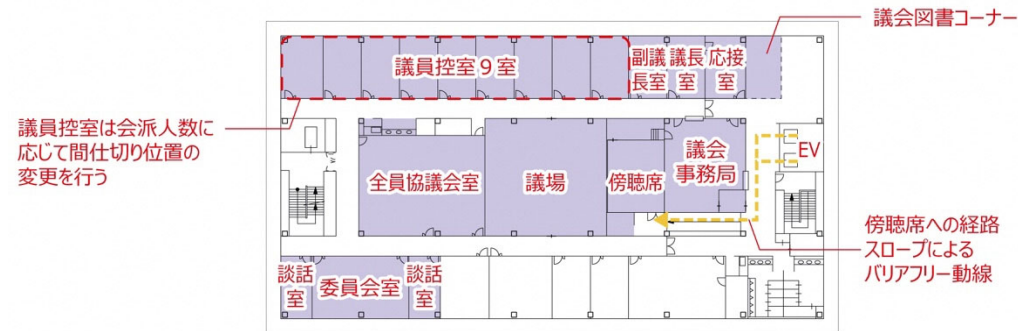 議会図書コーナー
議員控室9室
副議
長室
議長
室
応接
室
議員控室は会派人数に
応じて間仕切り位置の
変更を行う
全員協議会室
議場
傍聴席
議会
事務局
EV
傍聴席への経路
スロープによる
バリアフリー動線
談話
室
委員会室
談話
室